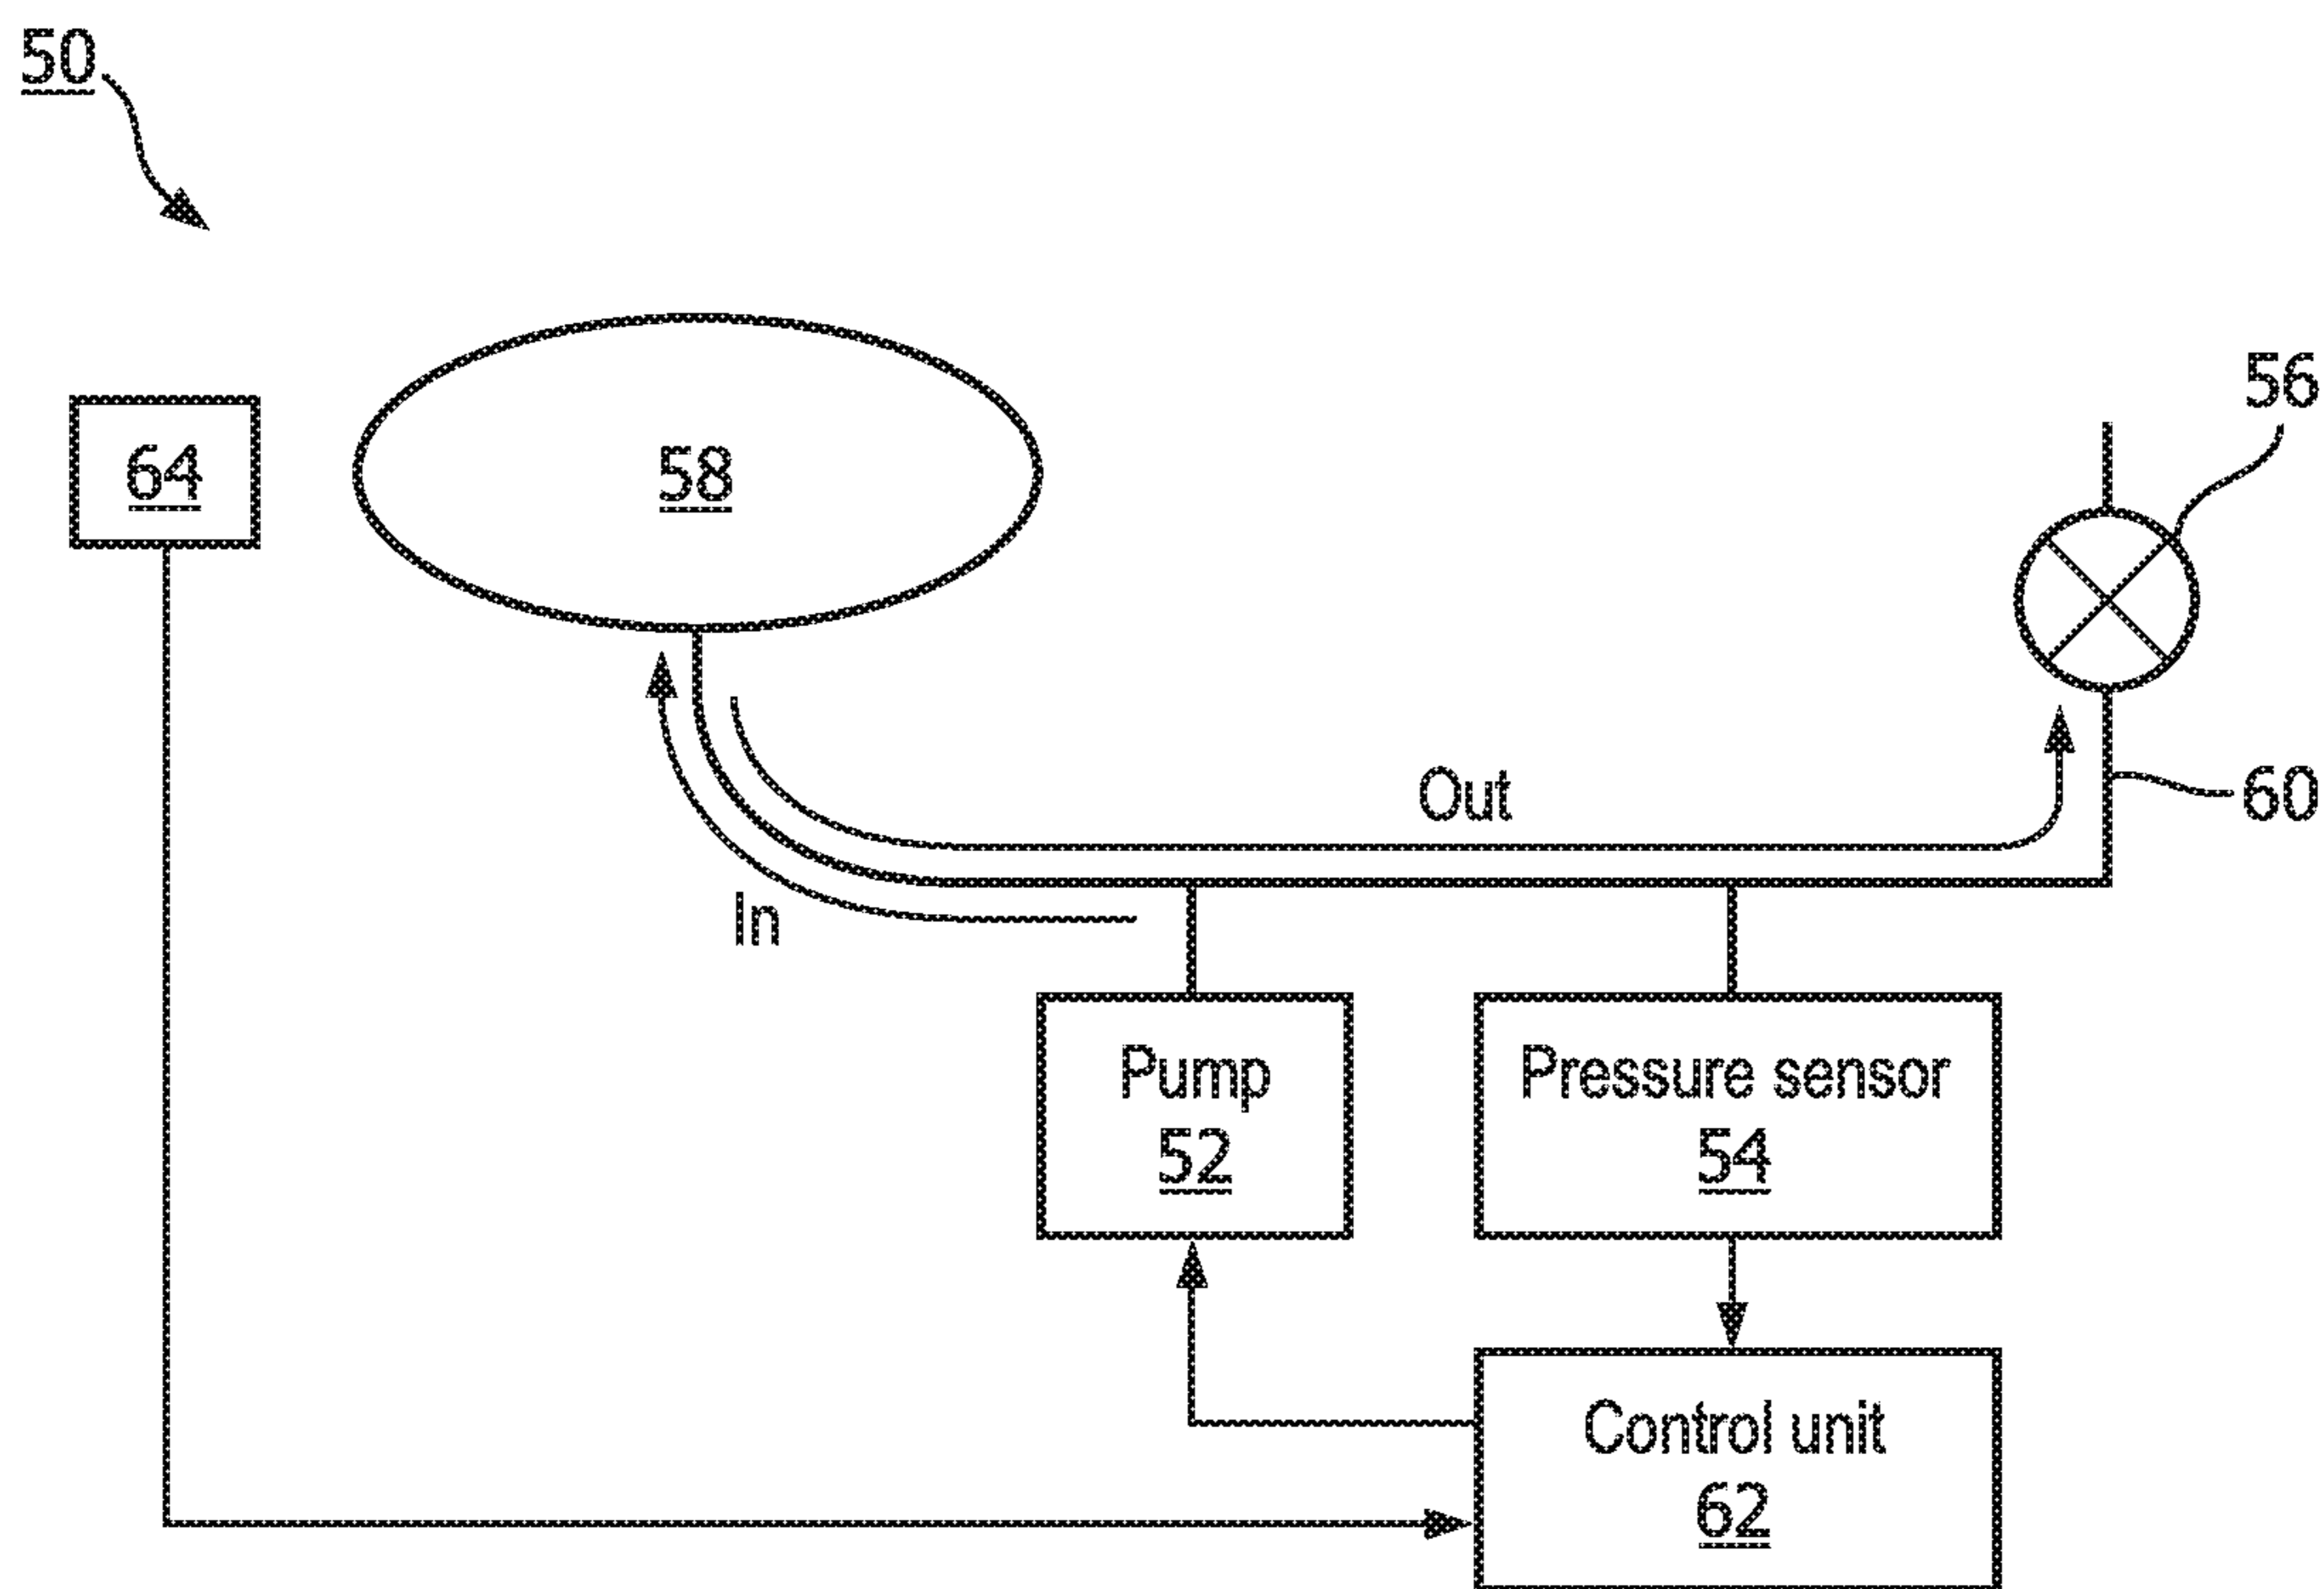 50
56
64
58
60
Out
In
Pump
52
Pressure sensor
54
Control unit
62